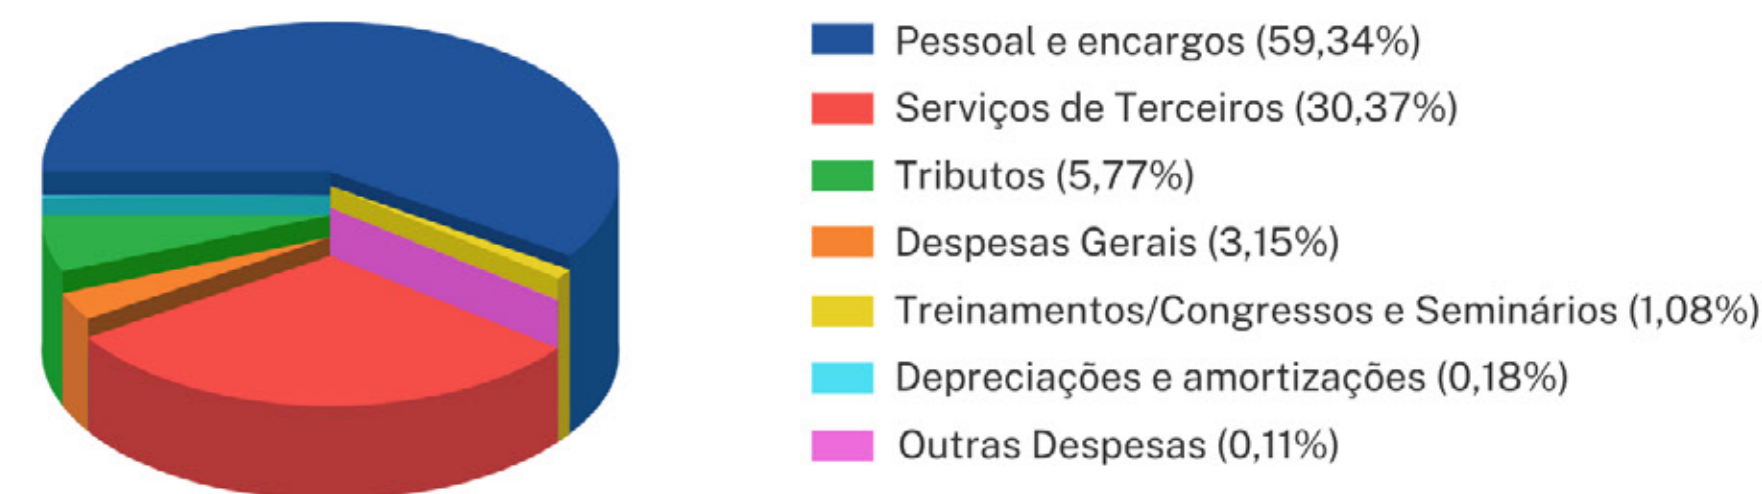 Pessoal e encargos (59,34%)
Serviços de Terceiros (30,37%)
Tributos (5,77%)
Despesas Gerais (3,15%)
Treinamentos/Congressos e Seminários (1,08%)
Depreciações e amortizações (0,18%)
Outras Despesas (0,11%)